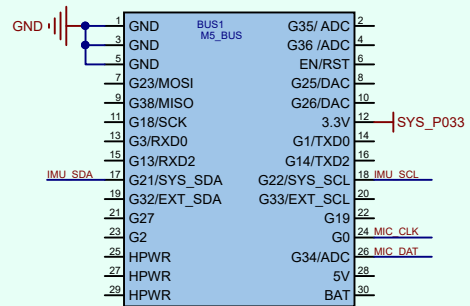 BUS1
M5_BUS
GND
1 GND G35/ ADC 2
3 GND G36 /ADC 4
5 GND EN/RST 6
7 G23/MOSI G25/DAC 8
9 G38/MISO G26/DAC 10
11 G18/SCK 3.3V 12 SYS_P033
13 G3/RXD0 G1/TXD0 14
15 G13/RXD2 G14/TXD2 16
IMU_SDA 17 G21/SYS_SDA G22/SYS_SCL 18 IMU_SCL
19 G32/EXT_SDA G33/EXT_SCL 20
21 G27 G19 22
23 G2 G0 24 MIC_CLK
25 HPWR G34/ADC 26 MIC_DAT
27 HPWR 5V 28
29 HPWR BAT 30